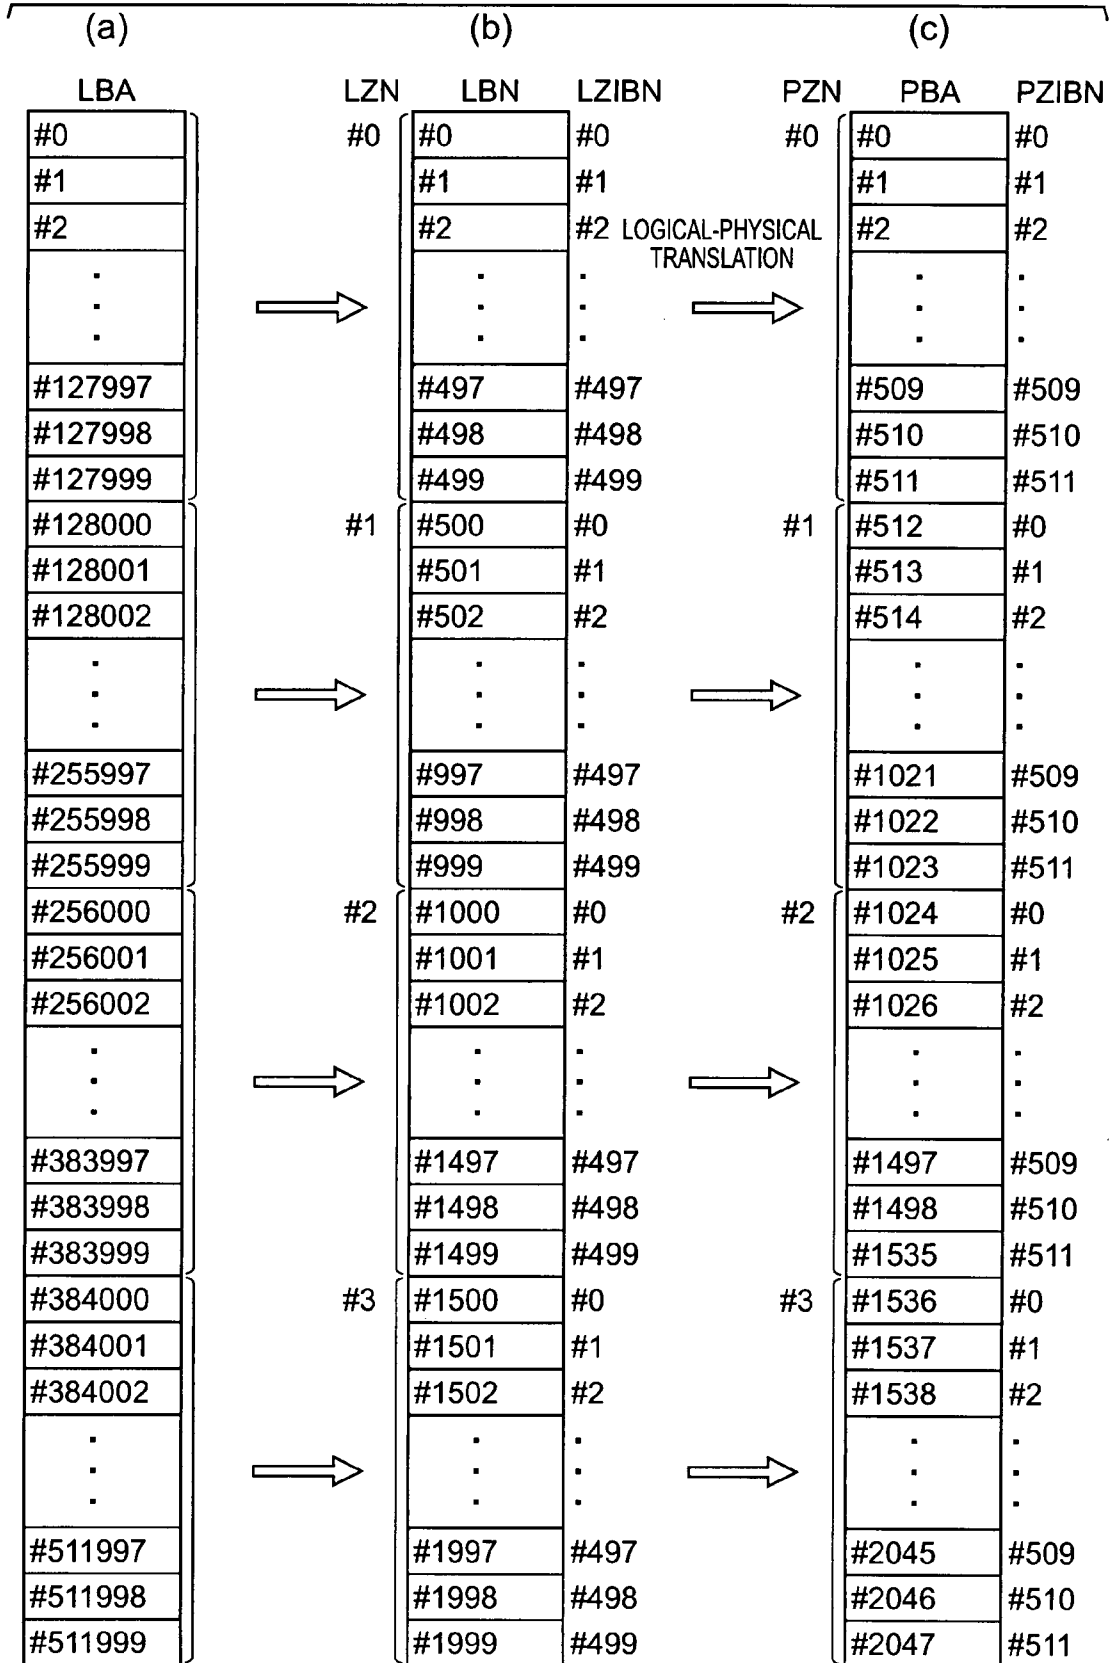 (a) (b) (c)
LBA LZN LBN LZIBN PZN PBA PZIBN
#0 #0 #0 #0 #0 #0 #0
#1 #1 #1 #1 #1
#2 #2 #2 LOGICAL-PHYSICAL #2 #2
TRANSLATION
#127997 #497 #497 #509 #509
#127998 #498 #498 #510 #510
#127999 #499 #499 #511 #511
#128000 #1 #500 #0 #1 #512 #0
#128001 #501 #1 #513 #1
#128002 #502 #2 #514 #2
#255997 #997 #497 #1021 #509
#255998 #998 #498 #1022 #510
#255999 #999 #499 #1023 #511
#256000 #2 #1000 #0 #2 #1024 #0
#256001 #1001 #1 #1025 #1
#256002 #1002 #2 #1026 #2
#383997 #1497 #497 #1497 #509
#383998 #1498 #498 #1498 #510
#383999 #1499 #499 #1535 #511
#384000 #3 #1500 #0 #3 #1536 #0
#384001 #1501 #1 #1537 #1
#384002 #1502 #2 #1538 #2
#511997 #1997 #497 #2045 #509
#511998 #1998 #498 #2046 #510
#511999 #1999 #499 #2047 #511